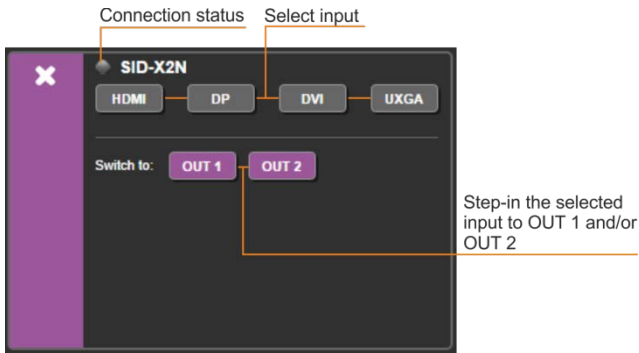 Connection status Select input
SID-X2N
HDMI DP DVI UXGA
Switch to: OUT 1 OUT 2
Step-in the selected
input to OUT 1 and/or
OUT 2